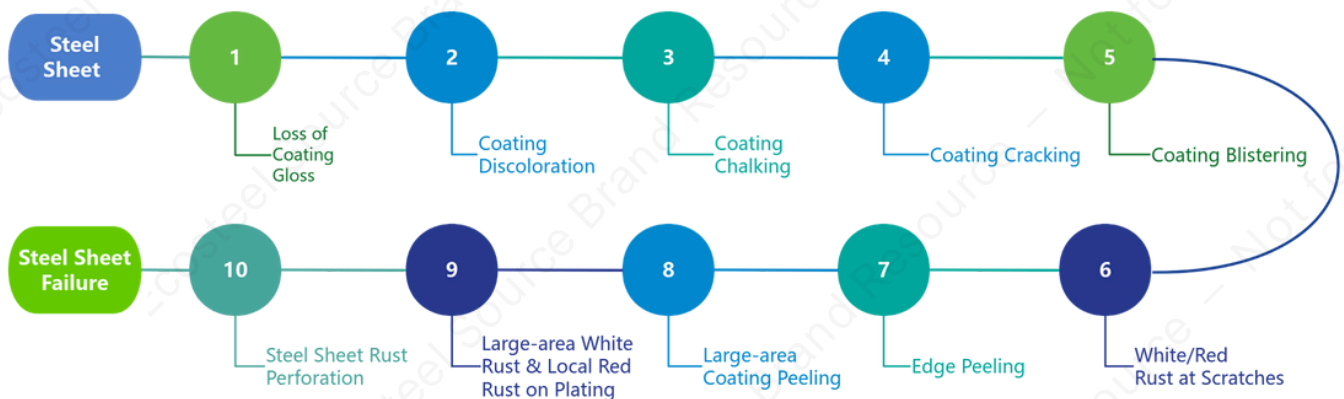 Steel
Sheet
1
2
3
4
5
Loss of
Coating
Gloss
Coating
Discoloration
Coating
Chalking
Coating Cracking
Coating Blistering
Steel Sheet
Failure
10
9
8
7
6
Steel Sheet Rust
Perforation
Large-area White
Rust & Local Red
Rust on Plating
Large-area
Coating Peeling
Edge Peeling
White/Red
Rust at Scratches